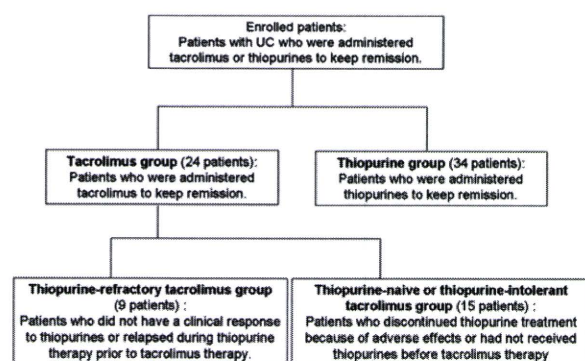 Enrolled patients:
Patients with UC who were administered
tacrolimus or thiopurines to keep remission.
Tacrolimus group (24 patients):
Patients who were administered
tacrolimus to keep remission.
Thiopurine group (34 patients):
Patients who were administered
thiopurines to keep remission.
Thiopurine-refractory tacrolimus group
(9 patients) :
Patients who did not have a clinical response
to thiopurines or relapsed during thiopurine
therapy prior to tacrolimus therapy.
Thiopurine-naive or thiopurine-intolerant
tacrolimus group (15 patients) :
Patients who discontinued thiopurine treatment
because of adverse effects or had not received
thiopurines before tacrolimus therapy